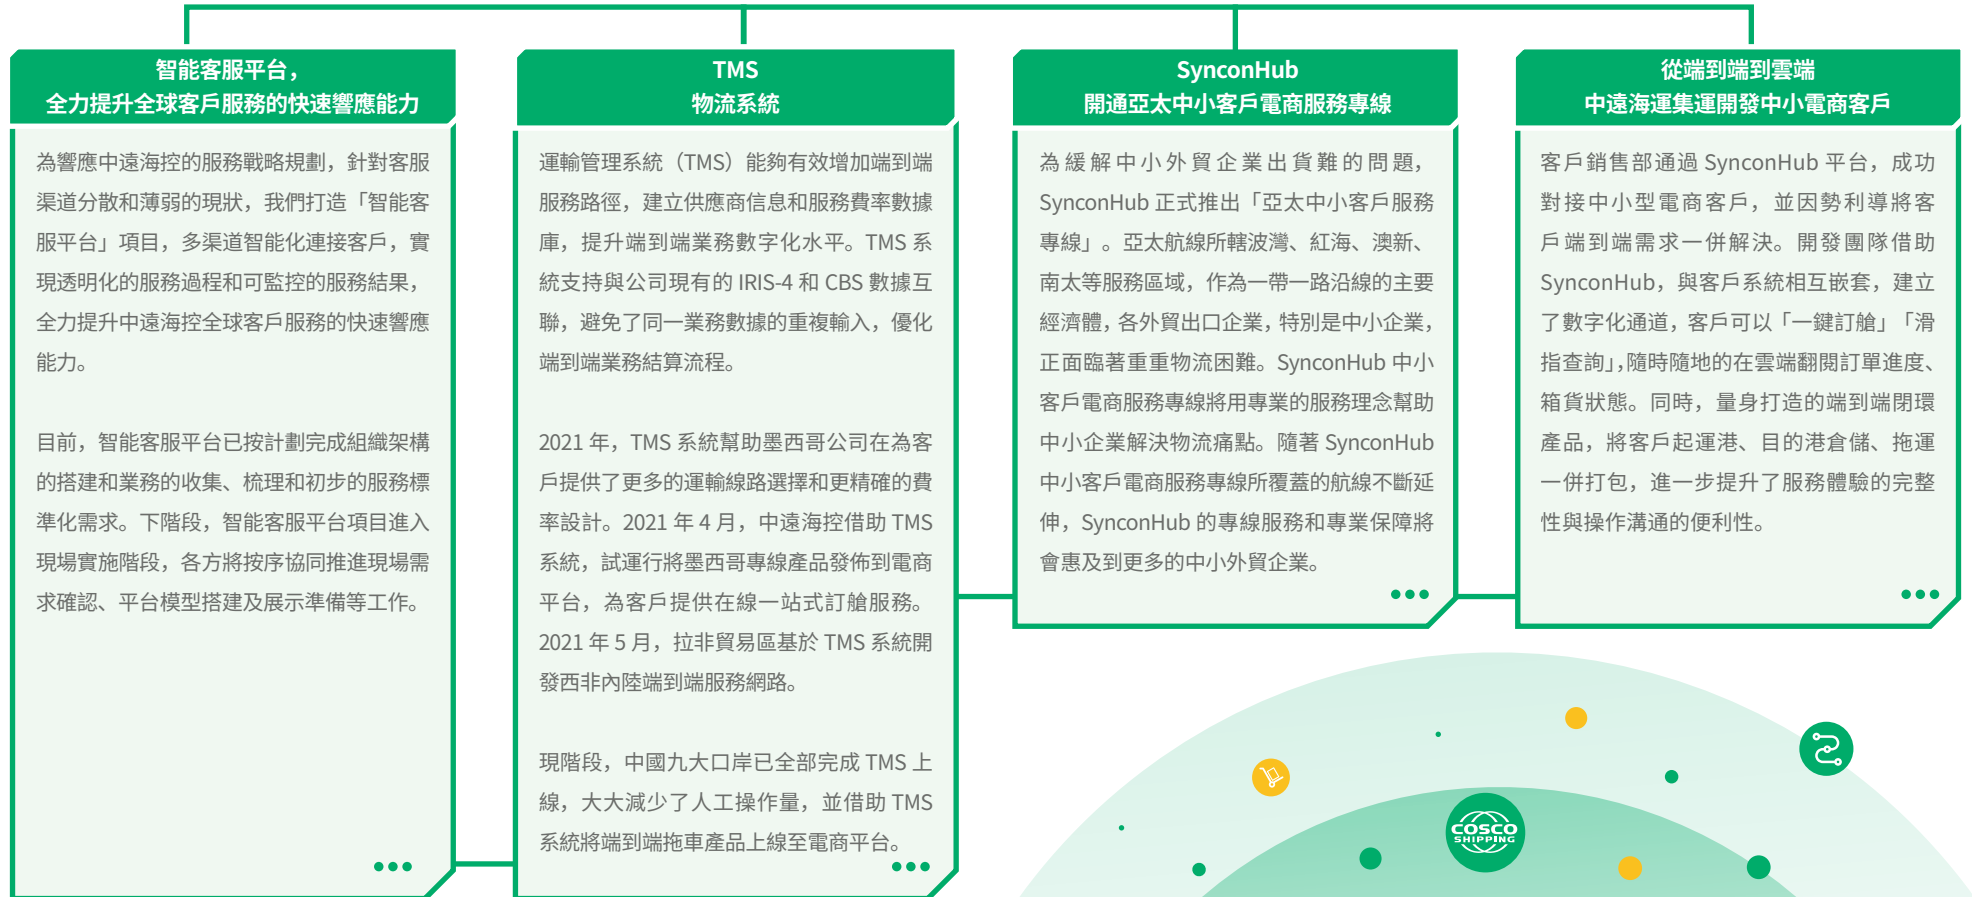 智能客服平台，
全力提升全球客戶服務的快速響應能力
為響應中遠海控的服務戰略規劃，針對客服
渠道分散和薄弱的現狀，我們打造「智能客
服平台」項目，多渠道智能化連接客戶，實
現透明化的服務過程和可監控的服務結果，
全力提升中遠海控全球客戶服務的快速響應
能力。
目前，智能客服平台已按計劃完成組織架構
的搭建和業務的收集、梳理和初步的服務標
準化需求。下階段，智能客服平台項目進入
現場實施階段，各方將按序協同推進現場需
求確認、平台模型搭建及展示準備等工作。
TMS
物流系統
運輸管理系統（TMS）能夠有效增加端到端
服務路徑，建立供應商信息和服務費率數據
庫，提升端到端業務數字化水平。TMS 系
統支持與公司現有的 IRIS-4 和 CBS 數據互
聯，避免了同一業務數據的重複輸入，優化
端到端業務結算流程。
2021 年，TMS 系統幫助墨西哥公司在為客
戶提供了更多的運輸線路選擇和更精確的費
率設計。2021 年 4 月，中遠海控借助 TMS
系統，試運行將墨西哥專線產品發佈到電商
平台，為客戶提供在線一站式訂艙服務。
2021 年 5 月，拉非貿易區基於 TMS 系統開
發西非內陸端到端服務網路。
現階段，中國九大口岸已全部完成 TMS 上
線，大大減少了人工操作量，並借助 TMS
系統將端到端拖車產品上線至電商平台。
SynconHub
開通亞太中小客戶電商服務專線
為緩解中小外貿企業出貨難的問題，
SynconHub 正式推出「亞太中小客戶服務
專線」。亞太航線所轄波灣、紅海、澳新、
南太等服務區域，作為一帶一路沿線的主要
經濟體，各外貿出口企業，特別是中小企業，
正面臨著重重物流困難。SynconHub 中小
客戶電商服務專線將用專業的服務理念幫助
中小企業解決物流痛點。隨著 SynconHub
中小客戶電商服務專線所覆蓋的航線不斷延
伸，SynconHub 的專線服務和專業保障將
會惠及到更多的中小外貿企業。
從端到端到雲端
中遠海運集運開發中小電商客戶
客戶銷售部通過 SynconHub 平台，成功
對接中小型電商客戶，並因勢利導將客
戶端到端需求一併解決。開發團隊借助
SynconHub，與客戶系統相互嵌套，建立
了數字化通道，客戶可以「一鍵訂艙」「滑
指查詢」，隨時隨地的在雲端翻閱訂單進度、
箱貨狀態。同時，量身打造的端到端閉環
產品，將客戶起運港、目的港倉儲、拖運
一併打包，進一步提升了服務體驗的完整
性與操作溝通的便利性。
COSCO
SHIPPING